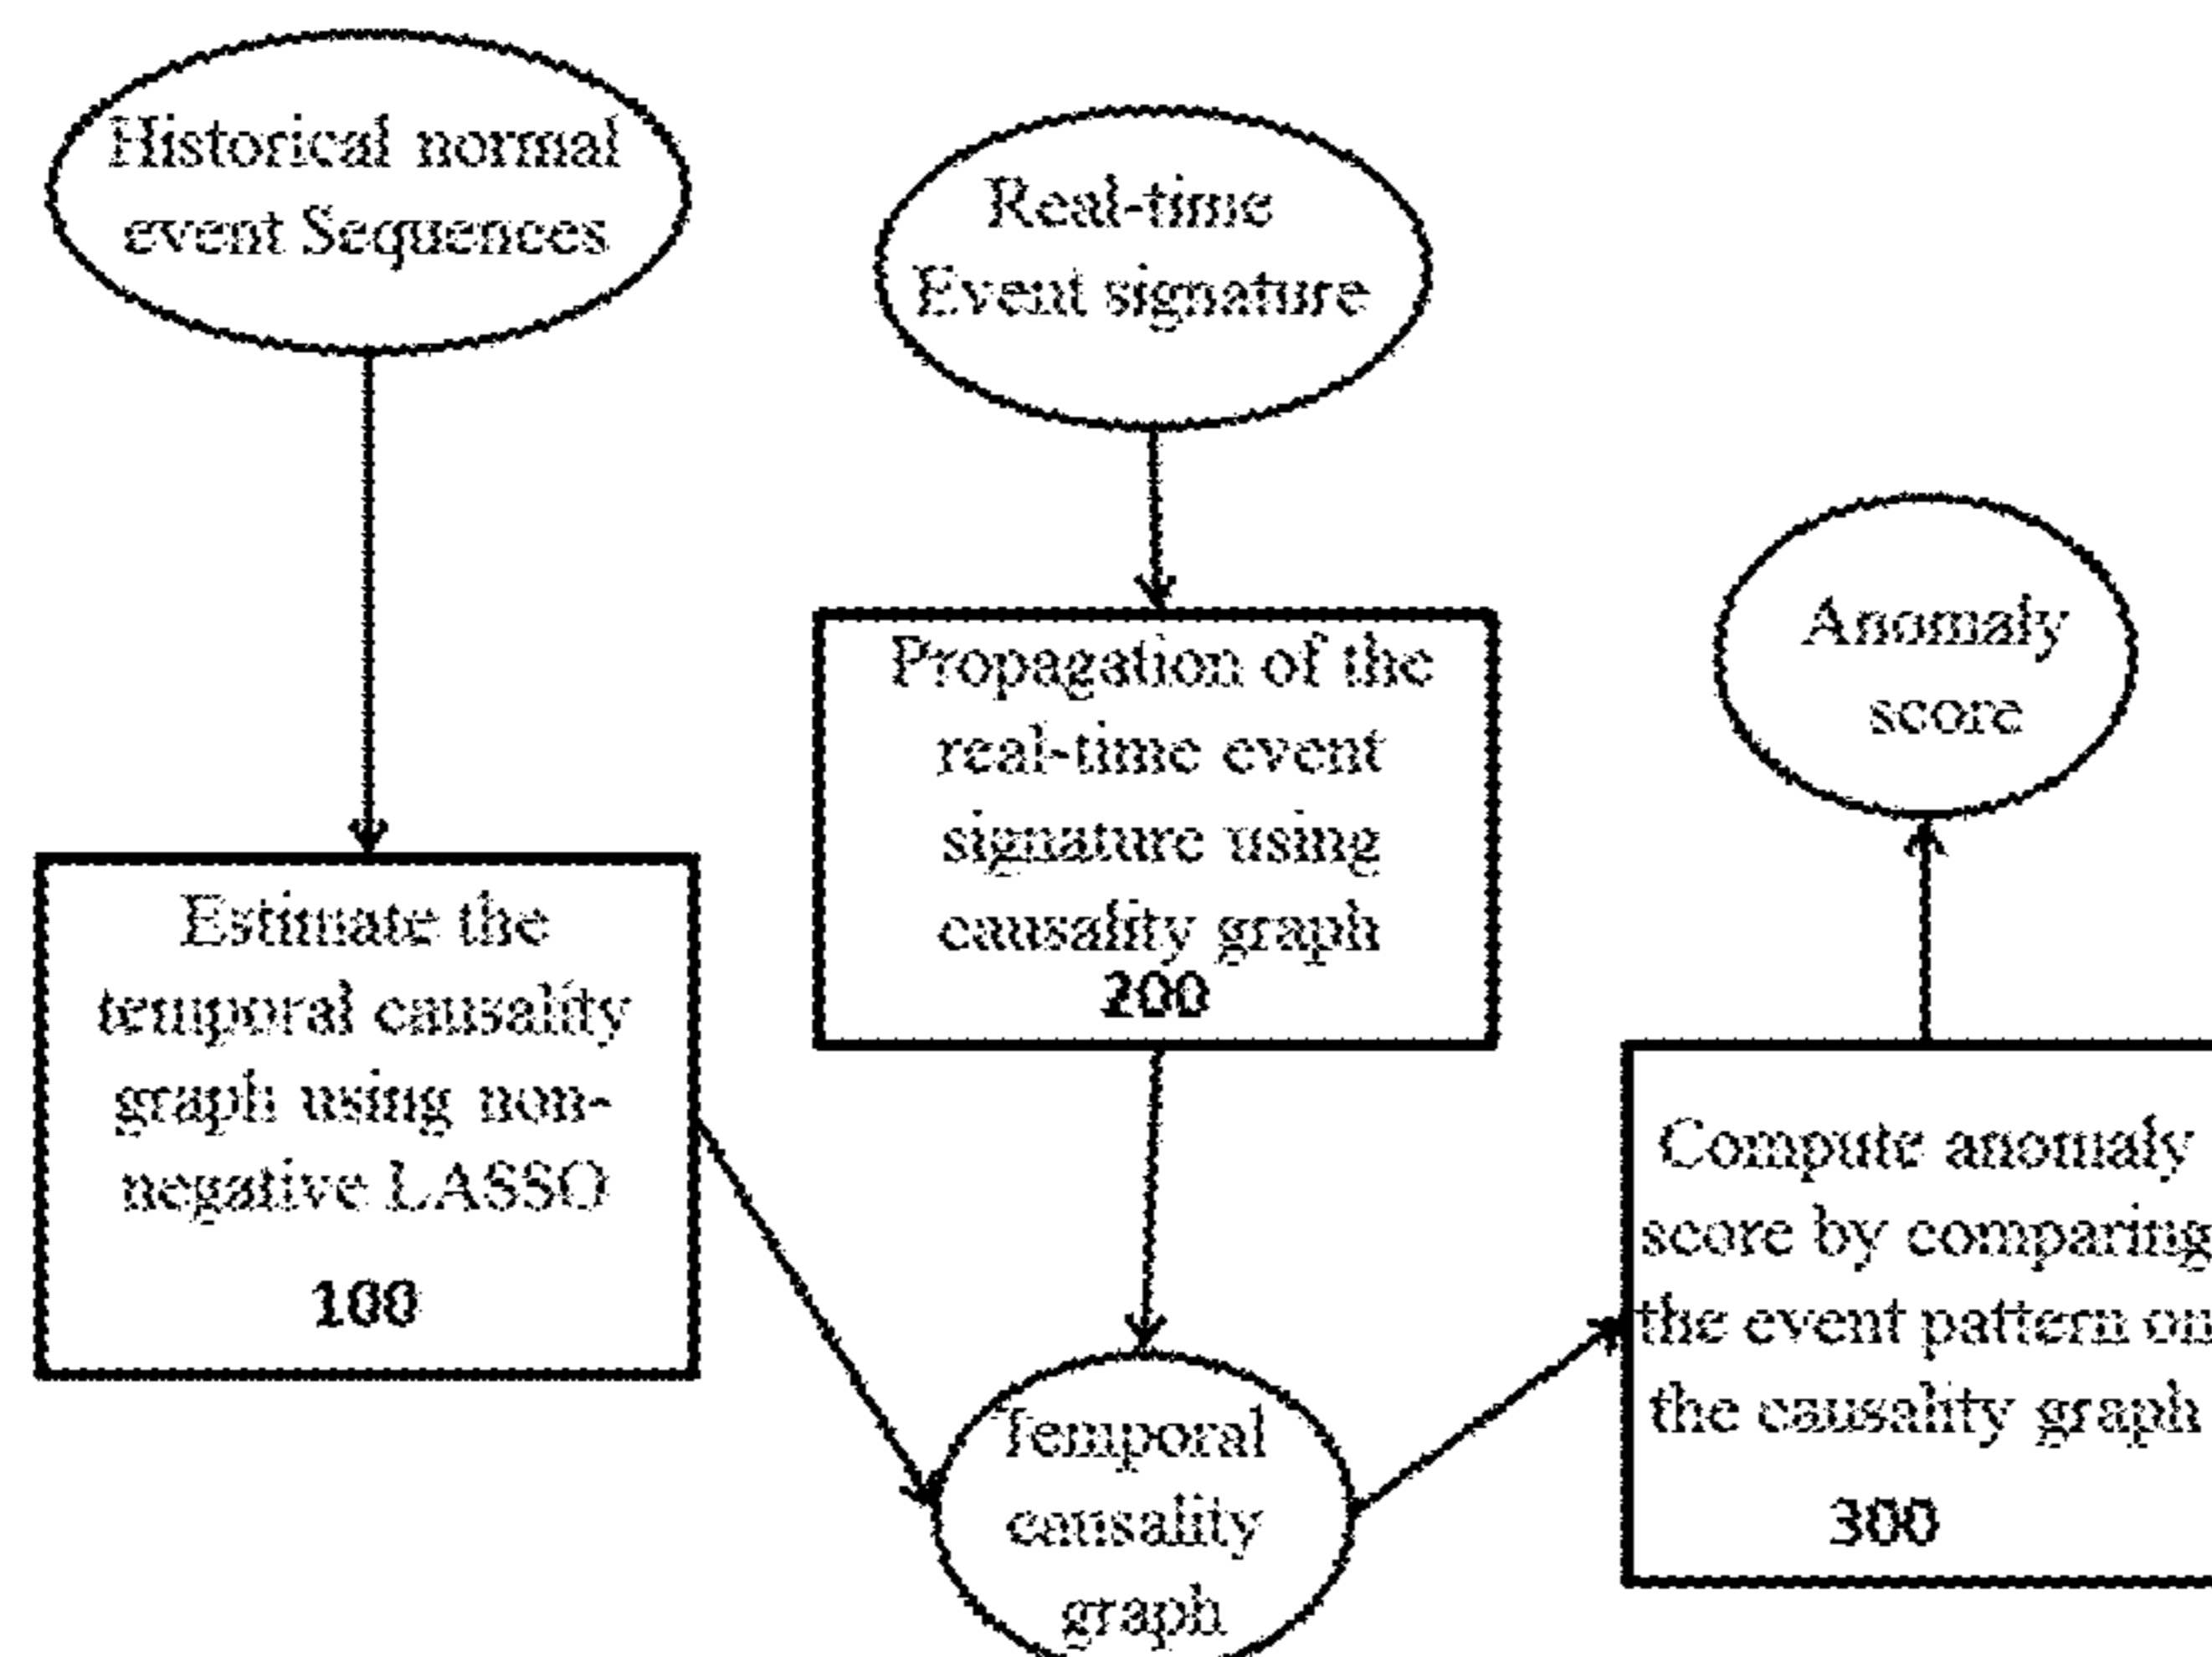 Historical normal
event Sequences
Real-time
Event signature
Propagation of the
real-time event
signature using
causality graph
200
Anomaly
score
Estimate the
temporal causality
graph using non-
negative LASSO
100
Compute anomaly
score by comparing
the event pattern on
the causality graph
300
Temporal
causality
graph